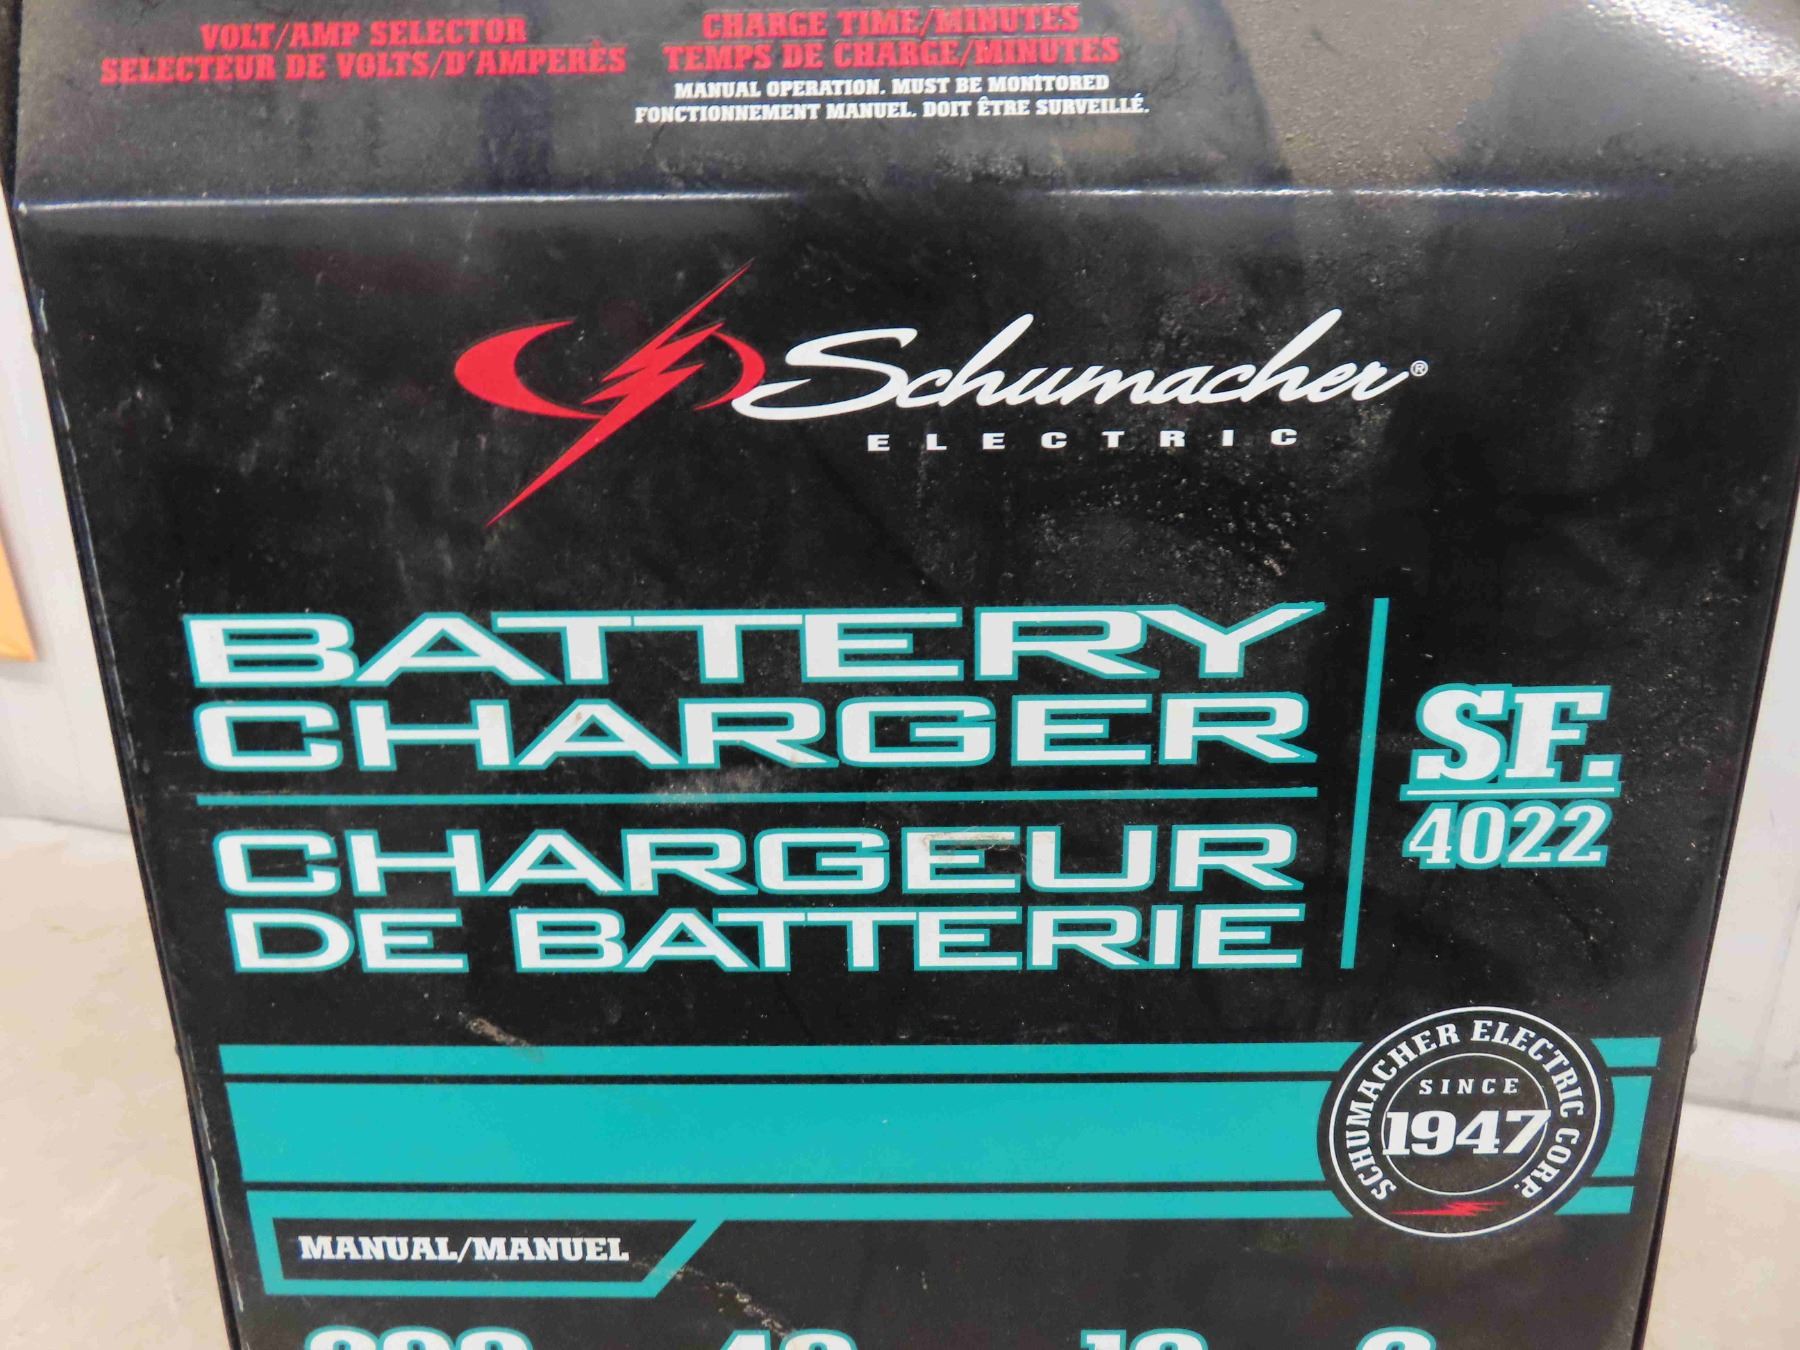 VOLT/AMP SELECTOR
SELECTEUR DE VOLTS/D'AMPERÈS
CHARGE TIME/MINUTES
TEMPS DE CHARGE/MINUTES
MANUAL OPERATION. MUST BE MONITORED
FONCTIONNEMENT MANUEL. DOIT ÊTRE SURVEILLÉ.
Schumacher®
ELECTRIC
BATTERY
CHARGER
CHARGEUR
DE BATTERIE
SF.
4022
SCHUMACHER ELECTRIC CORP.
SINCE
1947
MANUAL/MANUEL